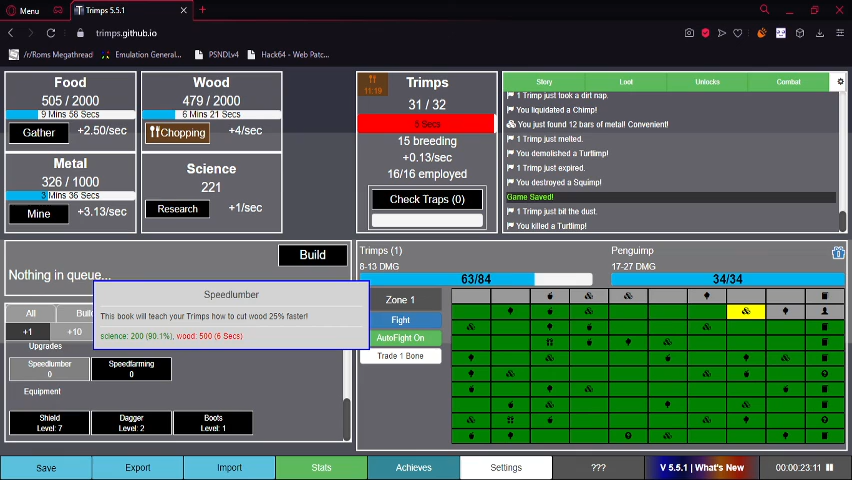 Menu
Trimps 5.5.1
trimps.github.io
/r/Roms Megathread
Emulation General...
PSNDLv4
Hack64 - Web Patc...
Food
505 / 2000
9 Mins 58 Secs
Gather
+2.50/sec
Wood
479 / 2000
6 Mins 21 Secs
Chopping
+4/sec
Metal
326 / 1000
3 Mins 36 Secs
Mine
+3.13/sec
Science
221
Research
+1/sec
11:19
Trimps
31 / 32
5 Secs
15 breeding
+0.13/sec
16/16 employed
Check Traps (0)
Story
Loot
Unlocks
Combat
1 Trimp just took a dirt nap.
You liquidated a Chimp!
You just found 12 bars of metal! Convenient!
1 Trimp just melted.
You demolished a Turtlimp!
1 Trimp just expired.
You destroyed a Squimp!
Game Saved!
1 Trimp just bit the dust.
You killed a Turtlimp!
Build
Nothing in queue...
Speedlumber
This book will teach your Trimps how to cut wood 25% faster!
science: 200 (90.1%), wood: 500 (6 Secs)
All
Build
+1
+10
Upgrades
Speedlumber
0
Speedfarming
0
Equipment
Shield
Level: 7
Dagger
Level: 2
Boots
Level: 1
Trimps (1)
8-13 DMG
63/84
Penguimp
17-27 DMG
34/34
Zone 1
Fight
AutoFight On
Trade 1 Bone
Save
Export
Import
Stats
Achieves
Settings
???
V 5.5.1 | What's New
00:00:23:11